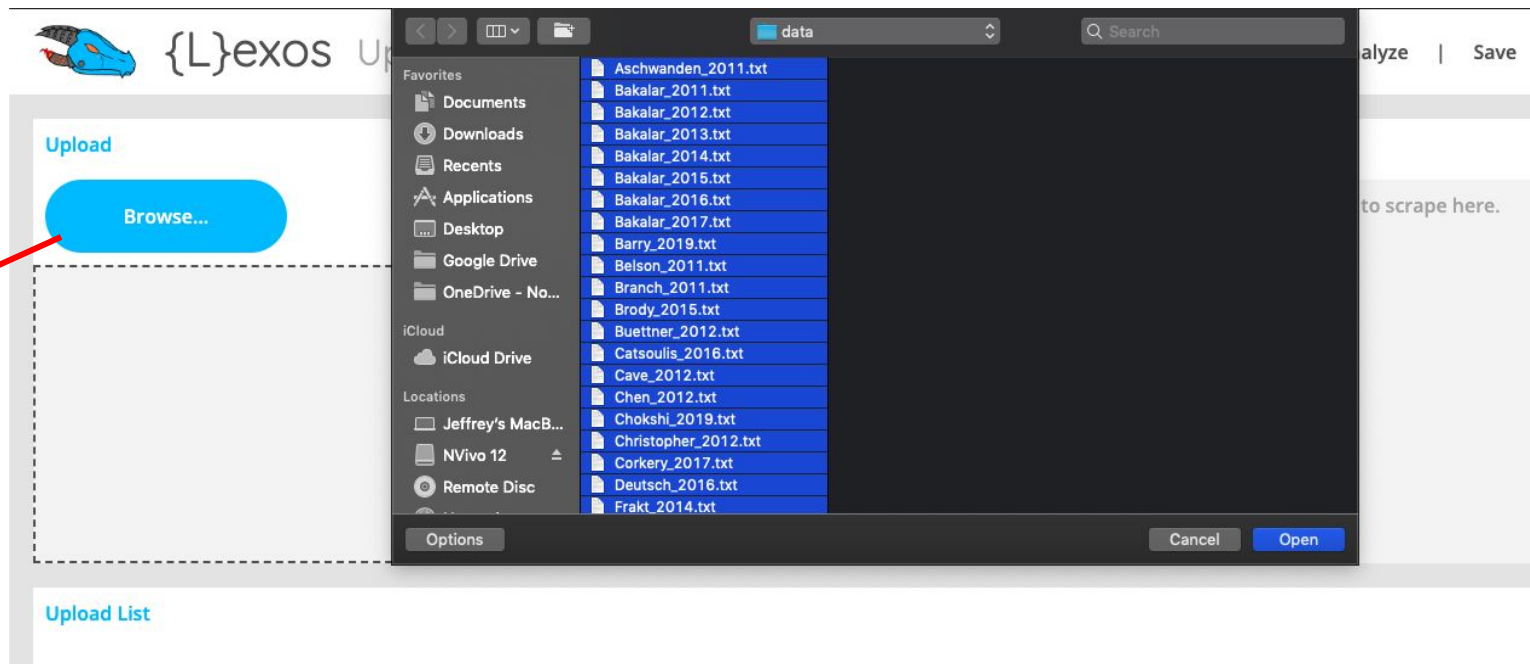 {L}exos
data
Search
alyze | Save
Upload
Browse...
to scrape here.
Favorites
Documents
Downloads
Recents
Applications
Desktop
Google Drive
OneDrive - No...
iCloud
iCloud Drive
Locations
Jeffrey's MacB...
NVivo 12
Remote Disc
Aschwanden_2011.txt
Bakalar_2011.txt
Bakalar_2012.txt
Bakalar_2013.txt
Bakalar_2014.txt
Bakalar_2015.txt
Bakalar_2016.txt
Bakalar_2017.txt
Barry_2019.txt
Belson_2011.txt
Branch_2011.txt
Brody_2015.txt
Buettner_2012.txt
Catsoulis_2016.txt
Cave_2012.txt
Chen_2012.txt
Chokshi_2019.txt
Christopher_2012.txt
Corkery_2017.txt
Deutsch_2016.txt
Frakt_2014.txt
Options
Cancel
Open
Upload List